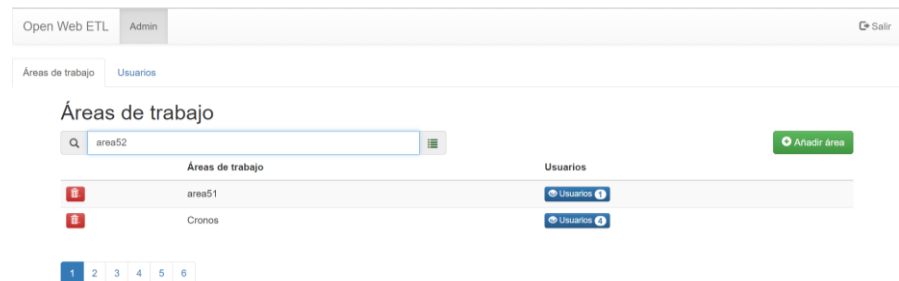 Open Web ETL Admin Salir
Áreas de trabajo Usuarios
Áreas de trabajo
area52 Añadir área
Áreas de trabajo Usuarios
area51 Usuarios 1
Cronos Usuarios 4
1 2 3 4 5 6